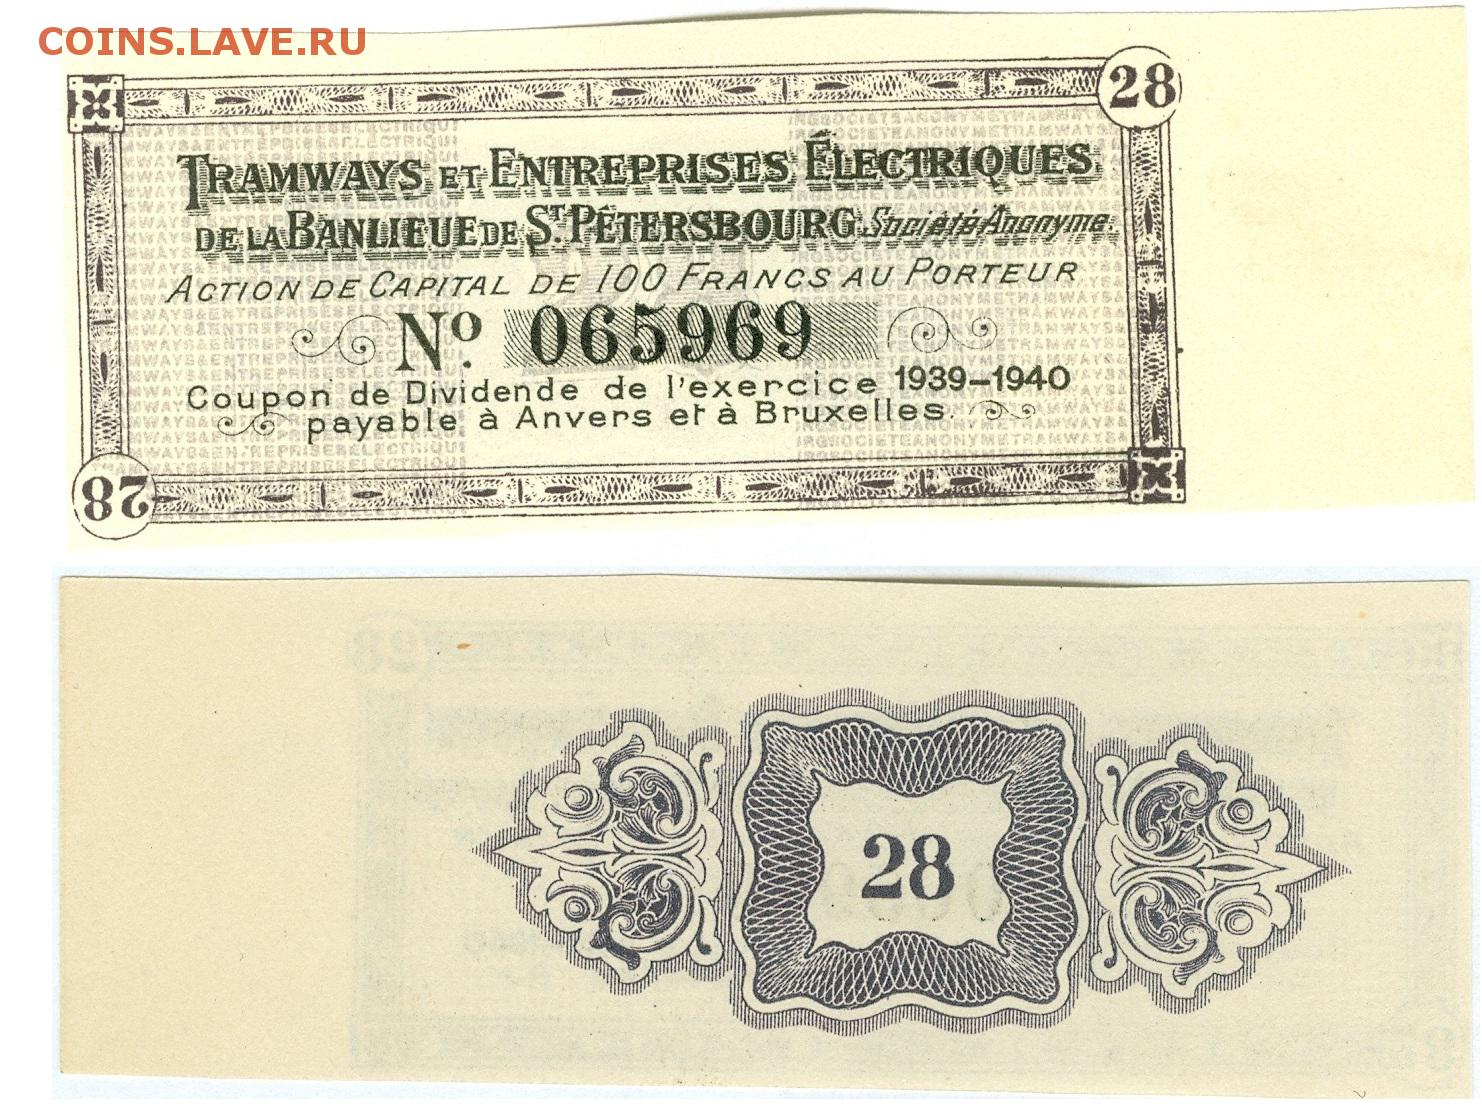 COINS.LAVE.RU
28
TRAMWAYS ET ENTREPRISES ÉLECTRIQUES
DE LA BANLIEUE DE ST. PÉTERSBOURG. Société Anonyme.
ACTION DE CAPITAL DE 100 FRANCS AU PORTEUR
No. 065969
Coupon de Dividende de l'exercice 1939-1940
payable à Anvers et à Bruxelles.
28
28